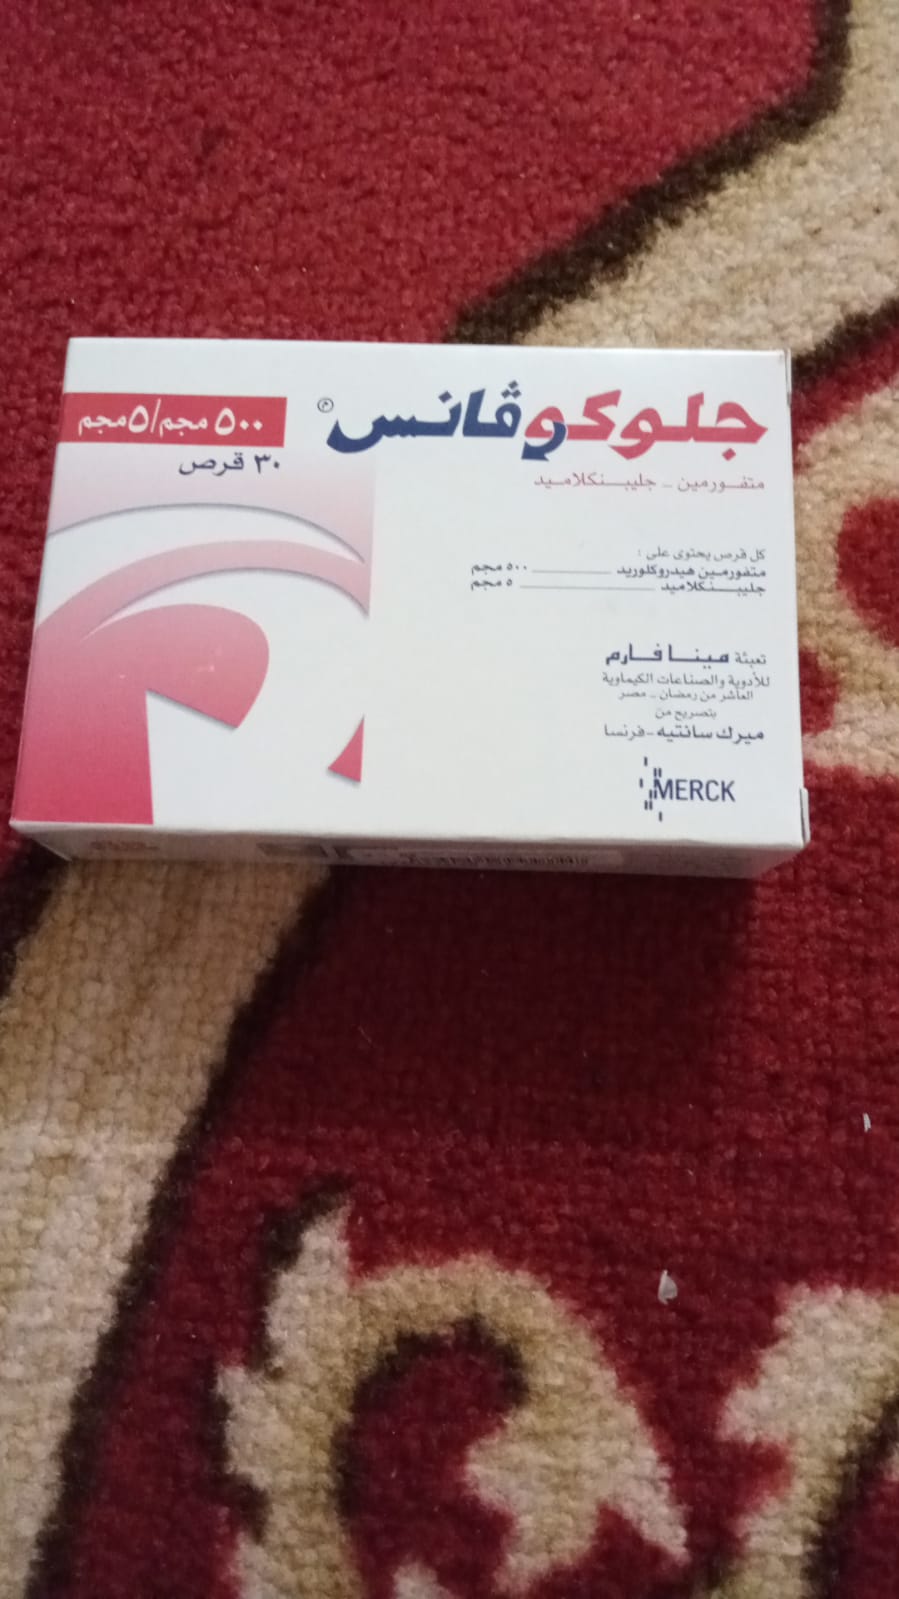 جلوكوڤانس
٥٠٠ مجم/٥ مجم
٣٠ قرص
متفورمين - جليبنكلاميد
كل قرص يحتوى على :
متفورمين هيدروكلوريد ٥٠٠ مجم
جليبنكلاميد ٥ مجم
تعبئة مينا فارم
للأدوية والصناعات الكيماوية
العاشر من رمضان - مصر
بتصريح من
ميرك سانتيه - فرنسا
MERCK